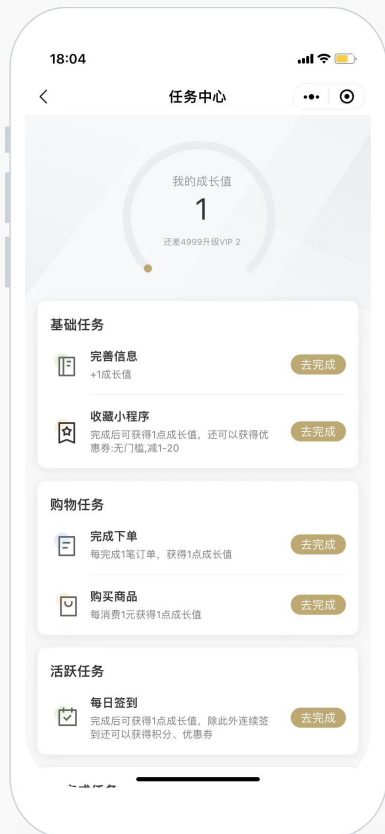 18:04
任务中心
我的成长值
1
还差4999升级VIP 2
基础任务
完善信息
+1成长值
去完成
收藏小程序
完成后可获得1点成长值，还可以获得优
惠券:无门槛,减1-20
去完成
购物任务
完成下单
每完成1笔订单，获得1点成长值
去完成
购买商品
每消费1元获得1点成长值
去完成
活跃任务
每日签到
完成后可获得1点成长值，除此外连续签
到还可以获得积分、优惠券
去完成